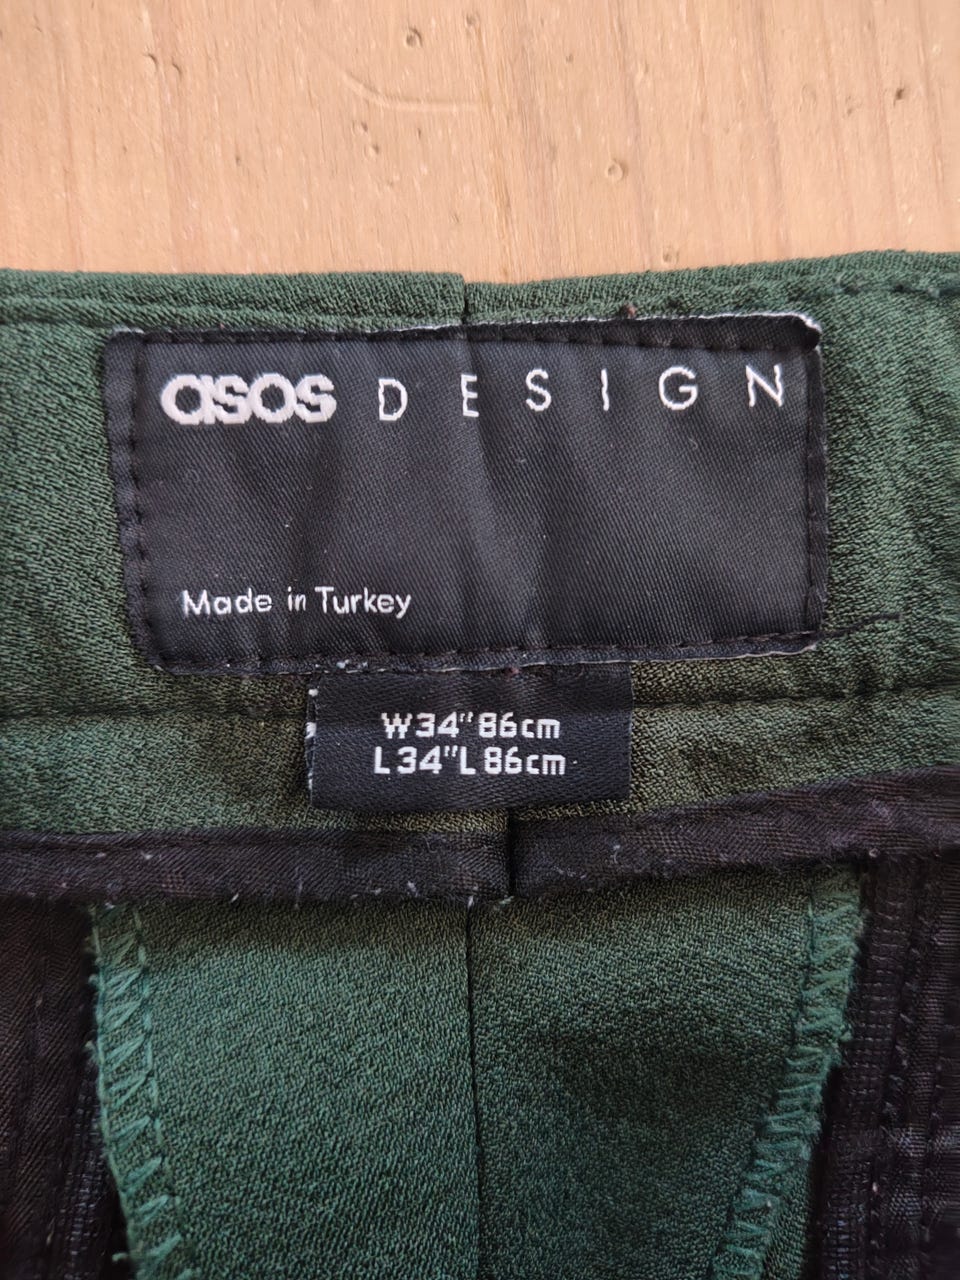 asos DESIGN
Made in Turkey
W34" 86cm
L34" L86cm